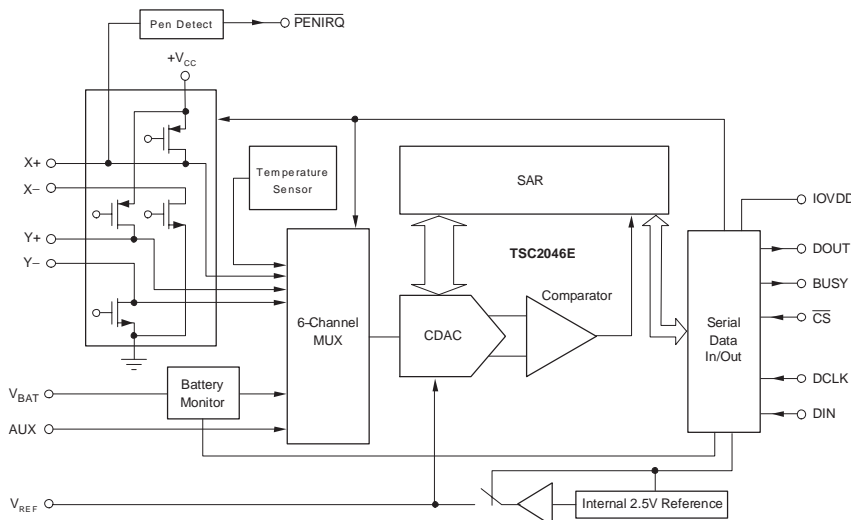 Pen Detect
PENIRQ
+VCC
X+
X–
Y+
Y–
Temperature
Sensor
SAR
IOVDD
TSC2046E
DOUT
BUSY
CS
DCLK
DIN
6-Channel
MUX
CDAC
Comparator
Serial
Data
In/Out
VBAT
Battery
Monitor
AUX
VREF
Internal 2.5V Reference